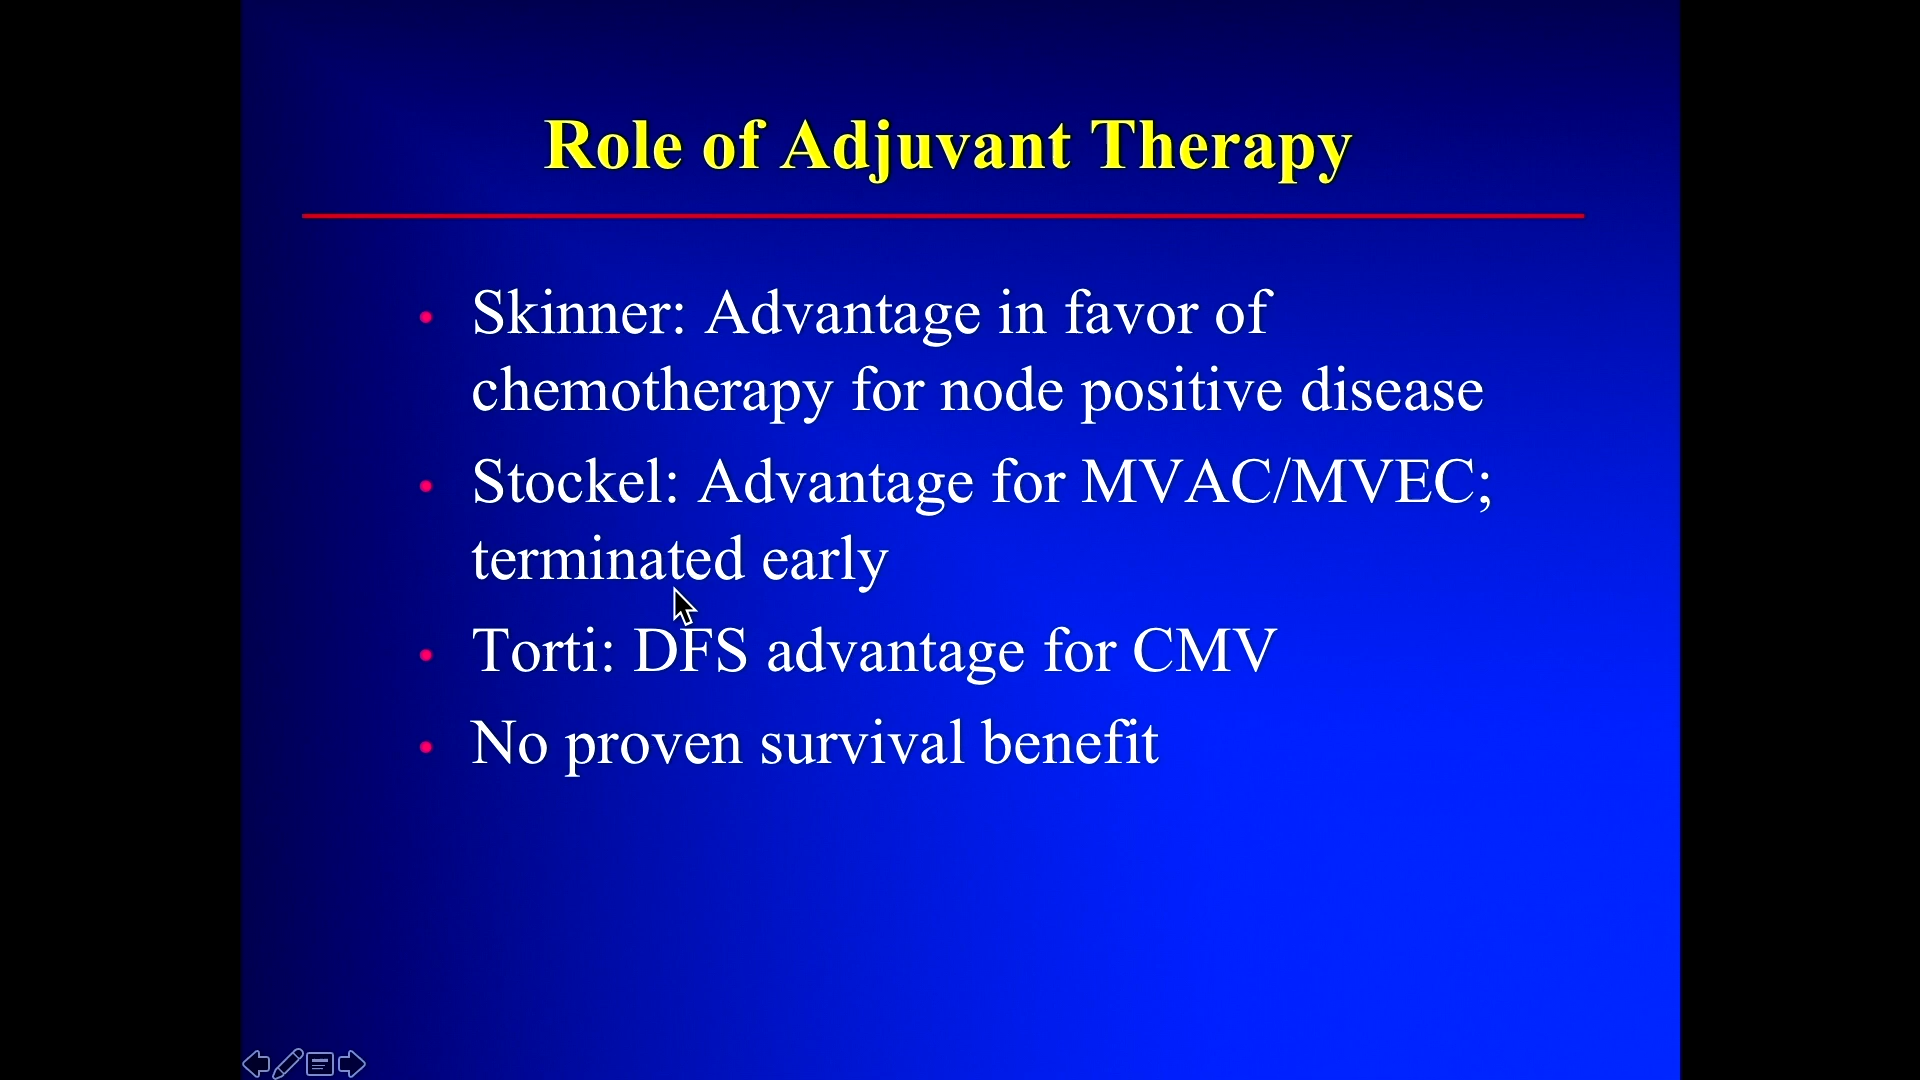 Role of Adjuvant Therapy
• Skinner: Advantage in favor of
chemotherapy for node positive disease
• Stockel: Advantage for MVAC/MVEC;
terminated early
• Torti: DFS advantage for CMV
• No proven survival benefit